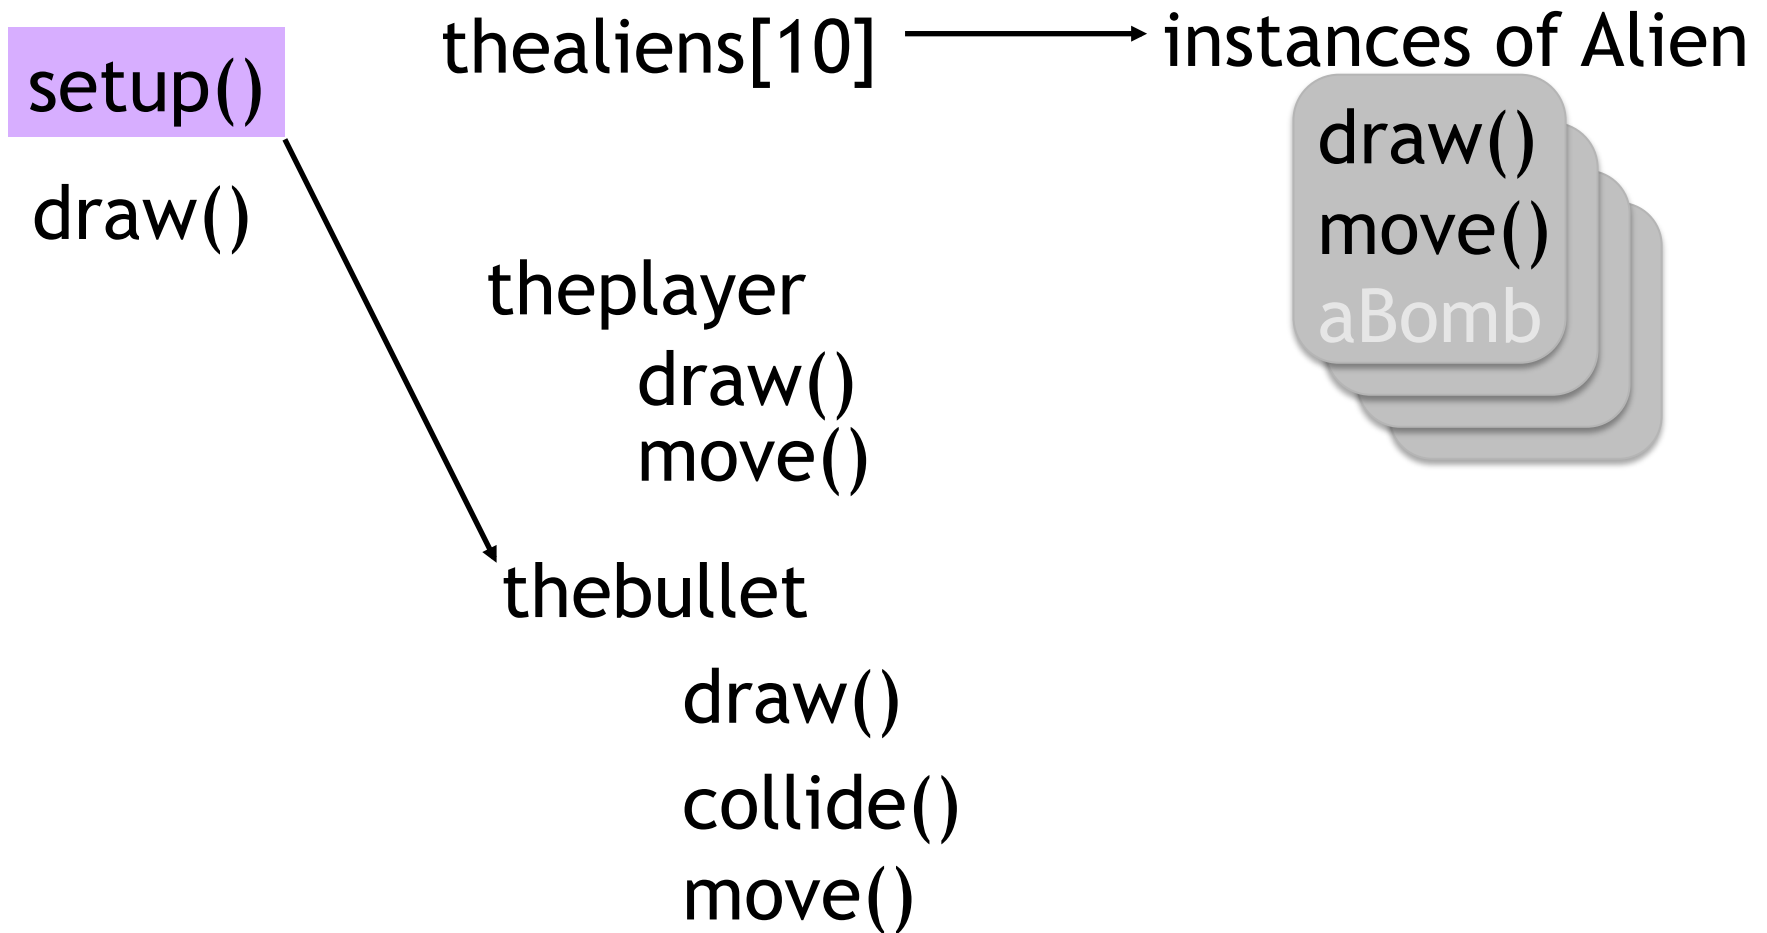 setup()
draw()
thealiens[10]
instances of Alien
draw()
move()
aBomb
theplayer
draw()
move()
thebullet
draw()
collide()
move()